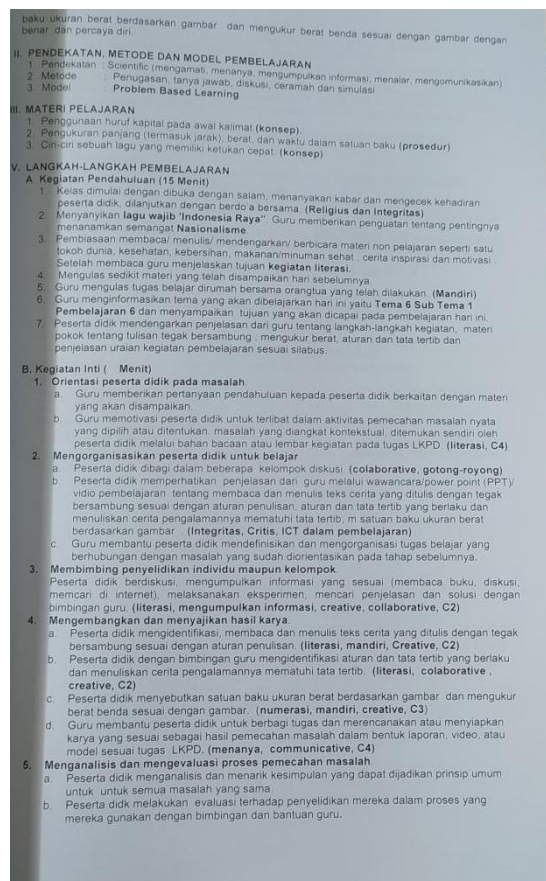 baku ukuran berat berdasarkan gambar dan mengukur berat benda sesuai dengan gambar dengan
benar dan percaya diri.
II. PENDEKATAN, METODE DAN MODEL PEMBELAJARAN
1. Pendekatan : Scientific (mengamati, menanya, mengumpulkan informasi, menalar, mengomunikasikan)
2. Metode : Penugasan, tanya jawab, diskusi, ceramah dan simulasi
3. Model : Problem Based Learning
III. MATERI PELAJARAN
1. Penggunaan huruf kapital pada awal kalimat (konsep).
2. Pengukuran panjang (termasuk jarak), berat, dan waktu dalam satuan baku (prosedur)
3. Ciri-ciri sebuah lagu yang memiliki ketukan cepat. (konsep)
V. LANGKAH-LANGKAH PEMBELAJARAN
A. Kegiatan Pendahuluan (15 Menit)
1. Kelas dimulai dengan dibuka dengan salam, menanyakan kabar dan mengecek kehadiran
peserta didik, dilanjutkan dengan berdo'a bersama. (Religius dan Integritas)
2. Menyanyikan lagu wajib 'Indonesia Raya". Guru memberikan penguatan tentang pentingnya
menanamkan semangat Nasionalisme.
3. Pembiasaan membaca/ menulis/ mendengarkan/ berbicara materi non pelajaran seperti satu
tokoh dunia, kesehatan, kebersihan, makanan/minuman sehat , cerita inspirasi dan motivasi .
Setelah membaca guru menjelaskan tujuan kegiatan literasi.
4. Mengulas sedikit materi yang telah disampaikan hari sebelumnya.
5. Guru mengulas tugas belajar dirumah bersama orangtua yang telah dilakukan. (Mandiri)
6. Guru menginformasikan tema yang akan dibelajarkan hari ini yaitu Tema 6 Sub Tema 1
Pembelajaran 6 dan menyampaikan tujuan yang akan dicapai pada pembelajaran hari ini.
7. Peserta didik mendengarkan penjelasan dari guru tentang langkah-langkah kegiatan, materi
pokok tentang tulisan tegak bersambung , mengukur berat, aturan dan tata tertib dan
penjelasan uraian kegiatan pembelajaran sesuai silabus.
B. Kegiatan Inti ( Menit)
1. Orientasi peserta didik pada masalah
a. Guru memberikan pertanyaan pendahuluan kepada peserta didik berkaitan dengan materi
yang akan disampaikan.
b. Guru memotivasi peserta didik untuk terlibat dalam aktivitas pemecahan masalah nyata
yang dipilih atau ditentukan. masalah yang diangkat kontekstual, ditemukan sendiri oleh
peserta didik melalui bahan bacaan atau lembar kegiatan pada tugas LKPD. (literasi, C4)
2. Mengorganisasikan peserta didik untuk belajar
a. Peserta didik dibagi dalam beberapa kelompok diskusi. (colaborative, gotong-royong)
b. Peserta didik memperhatikan penjelasan dari guru melalui wawancara/power point (PPT)/
vidio pembelajaran tentang membaca dan menulis teks cerita yang ditulis dengan tegak
bersambung sesuai dengan aturan penulisan, aturan dan tata tertib yang berlaku dan
menuliskan cerita pengalamannya mematuhi tata tertib, m satuan baku ukuran berat
berdasarkan gambar . (Integritas, Critis, ICT dalam pembelajaran)
c. Guru membantu peserta didik mendefinisikan dan mengorganisasi tugas belajar yang
berhubungan dengan masalah yang sudah diorientasikan pada tahap sebelumnya.
3. Membimbing penyelidikan individu maupun kelompok.
Peserta didik berdiskusi, mengumpulkan informasi yang sesuai (membaca buku, diskusi,
memcari di internet), melaksanakan eksperimen, mencari penjelasan dan solusi dengan
bimbingan guru. (literasi, mengumpulkan informasi, creative, collaborative, C2)
4. Mengembangkan dan menyajikan hasil karya.
a. Peserta didik mengidentifikasi, membaca dan menulis teks cerita yang ditulis dengan tegak
bersambung sesuai dengan aturan penulisan. (literasi, mandiri, Creative, C2)
b. Peserta didik dengan bimbingan guru mengidentifikasi aturan dan tata tertib yang berlaku
dan menuliskan cerita pengalamannya mematuhi tata tertib. (literasi, colaborative ,
creative, C2)
c. Peserta didik menyebutkan satuan baku ukuran berat berdasarkan gambar dan mengukur
berat benda sesuai dengan gambar. (numerasi, mandiri, creative, C3)
d. Guru membantu peserta didik untuk berbagi tugas dan merencanakan atau menyiapkan
karya yang sesuai sebagai hasil pemecahan masalah dalam bentuk laporan, video, atau
model sesuai tugas LKPD. (menanya, communicative, C4)
5. Menganalisis dan mengevaluasi proses pemecahan masalah.
a. Peserta didik menganalisis dan menarik kesimpulan yang dapat dijadikan prinsip umum
untuk untuk semua masalah yang sama.
b. Peserta didk melakukan evaluasi terhadap penyelidikan mereka dalam proses yang
mereka gunakan dengan bimbingan dan bantuan guru.